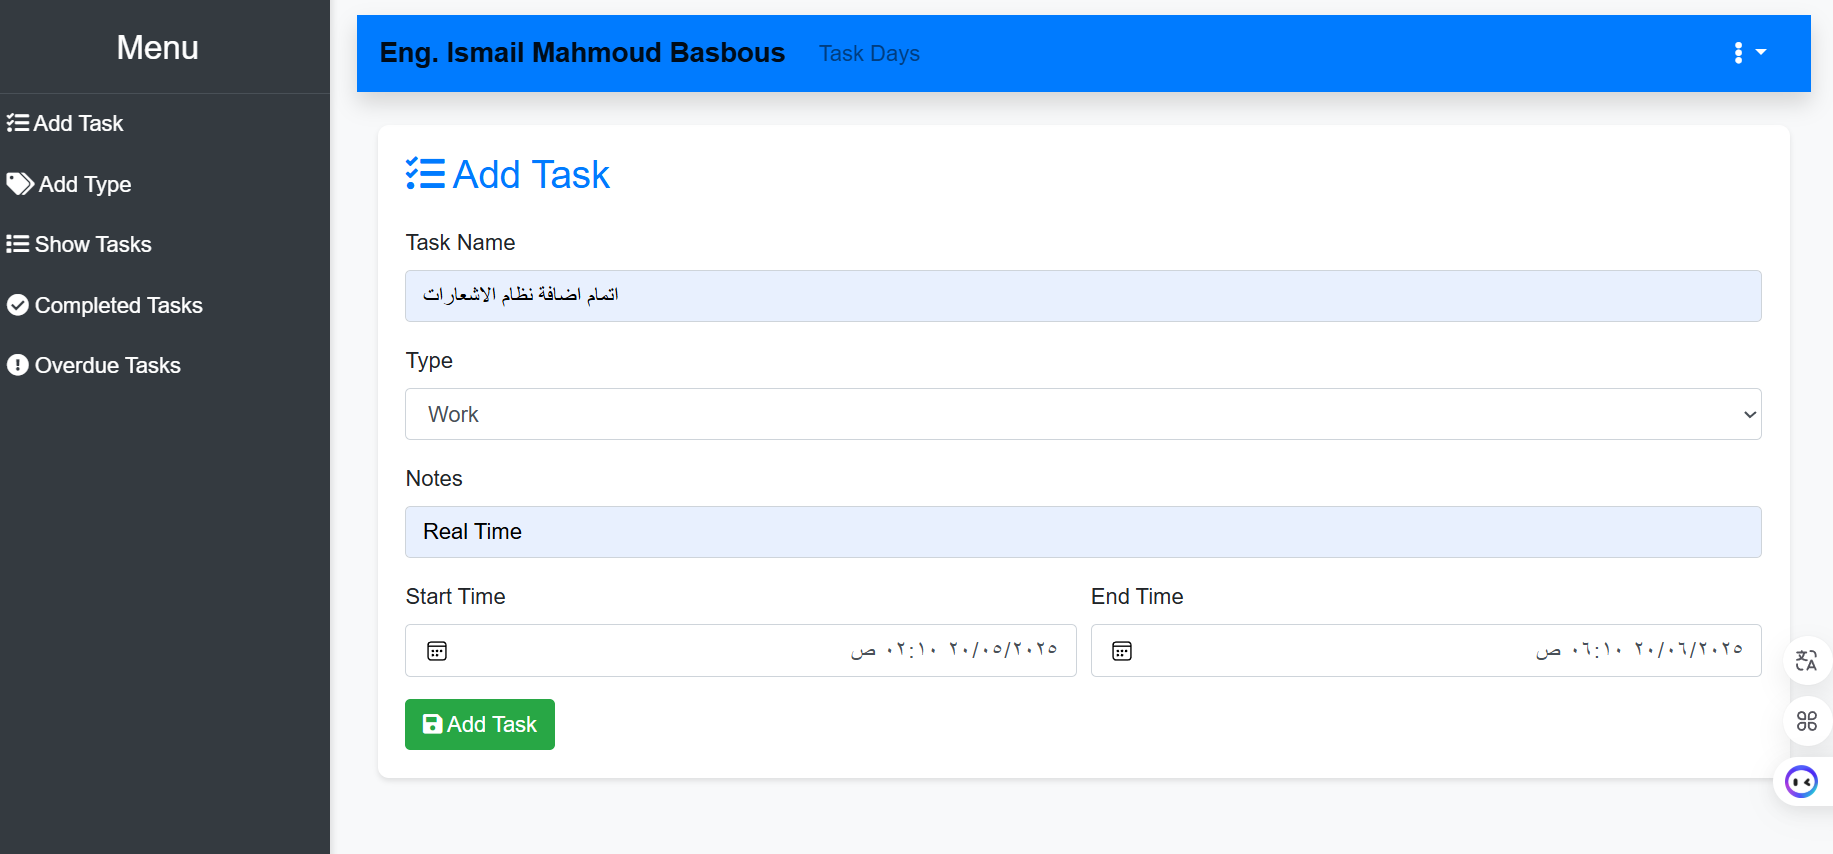 Menu
Add Task
Add Type
Show Tasks
Completed Tasks
Overdue Tasks
Eng. Ismail Mahmoud Basbous
Task Days
Add Task
Task Name
اتمام اضافة نظام الاشعارات
Type
Work
Notes
Real Time
Start Time
٢٠/٠٥/٢٠٢٥ ٠٢:١٠ ص
End Time
٢٠/٠٦/٢٠٢٥ ٠٦:١٠ ص
Add Task